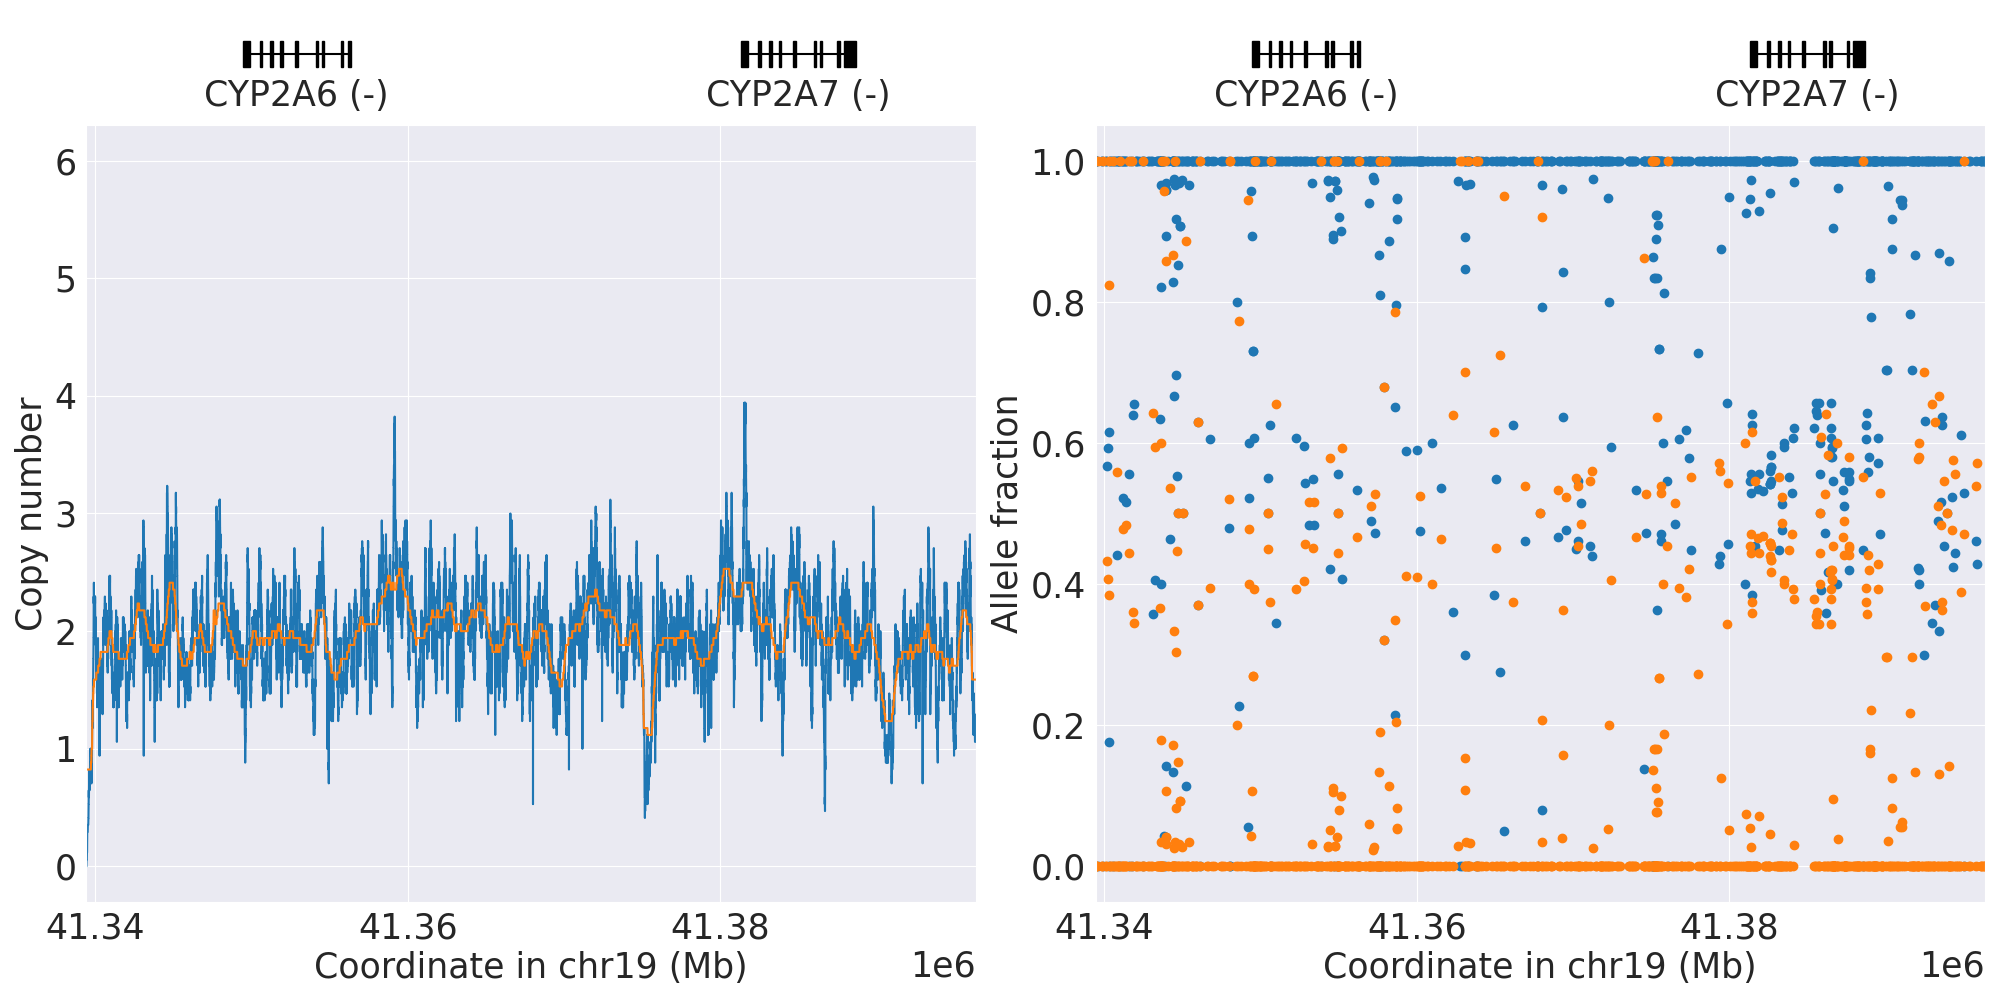 CYP2A6 (-)
CYP2A7 (-)
6
5
4
3
2
1
0
Copy number
41.34
41.36
41.38
Coordinate in chr19 (Mb)
1e6
CYP2A6 (-)
CYP2A7 (-)
1.0
0.8
0.6
0.4
0.2
0.0
Allele fraction
41.34
41.36
41.38
Coordinate in chr19 (Mb)
1e6